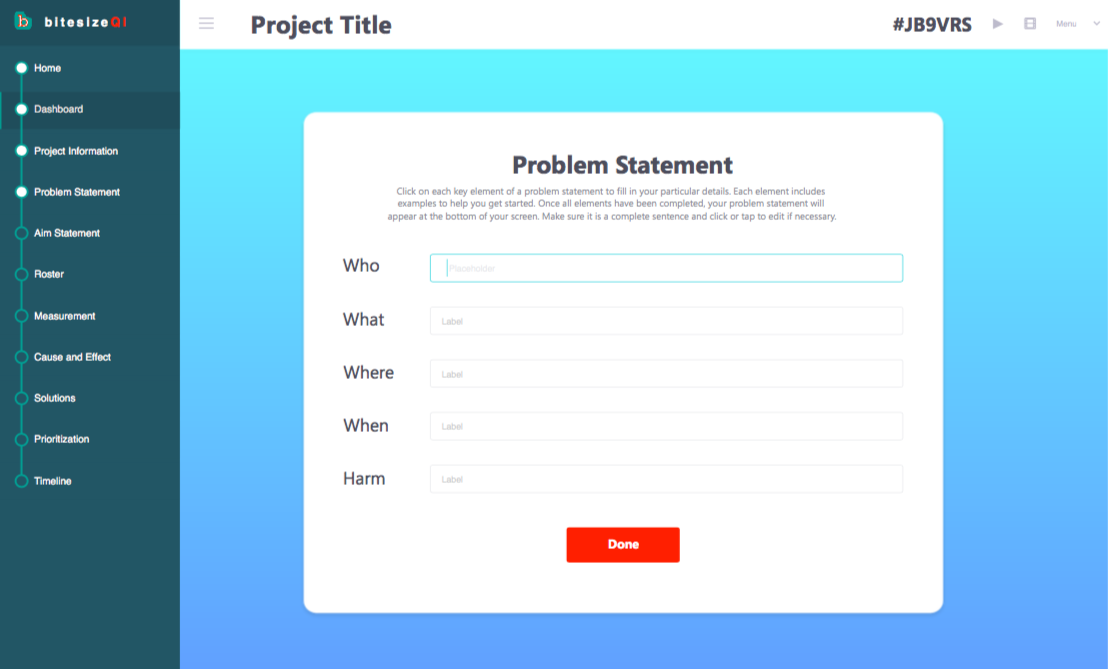 bitesizeQI
Project Title
#JB9VRS
Menu
Home
Dashboard
Project Information
Problem Statement
Aim Statement
Roster
Measurement
Cause and Effect
Solutions
Prioritization
Timeline
Problem Statement
Click on each key element of a problem statement to fill in your particular details. Each element includes
examples to help you get started. Once all elements have been completed, your problem statement will
appear at the bottom of your screen. Make sure it is a complete sentence and click or tap to edit if necessary.
Who
Placeholder
What
Label
Where
Label
When
Label
Harm
Label
Done